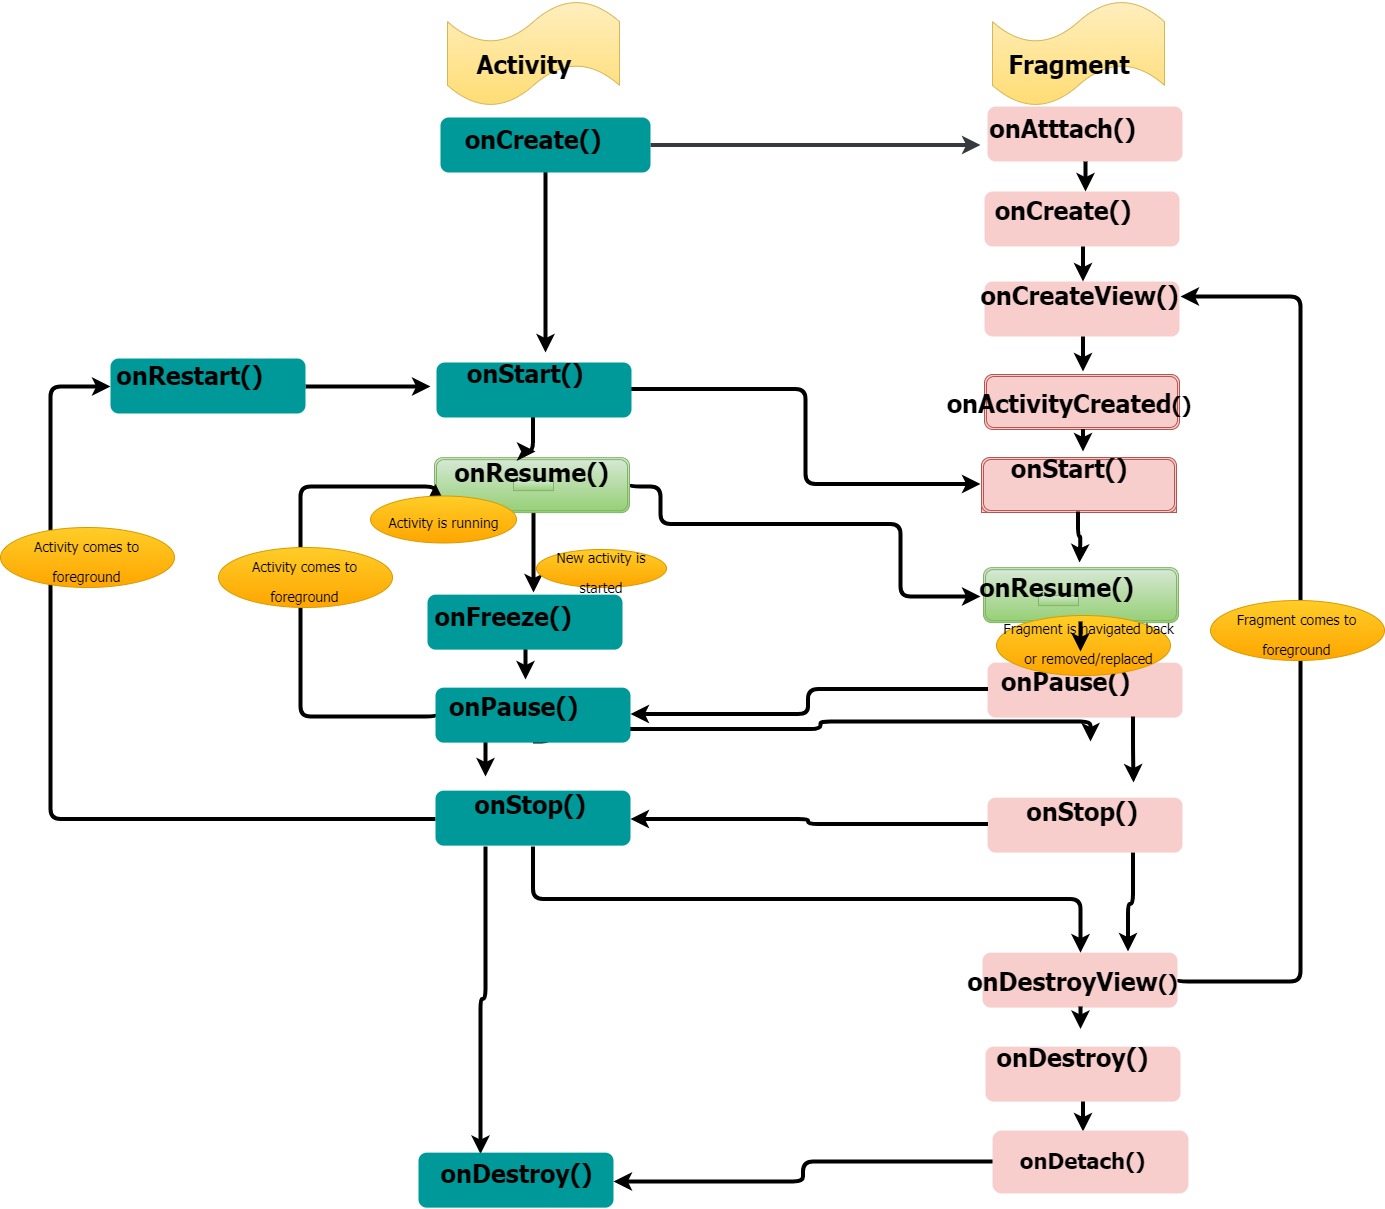 Activity
Fragment
onCreate()
onAtttach()
onCreate()
onCreateView()
onRestart()
onStart()
onActivityCreated()
onResume()
onStart()
Activity is running
Activity comes to
foreground
Activity comes to
foreground
New activity is
started
onFreeze()
onResume()
Fragment is navigated back
or removed/replaced
Fragment comes to
foreground
onPause()
onPause()
onStop()
onStop()
onDestroyView()
onDestroy()
onDetach()
onDestroy()